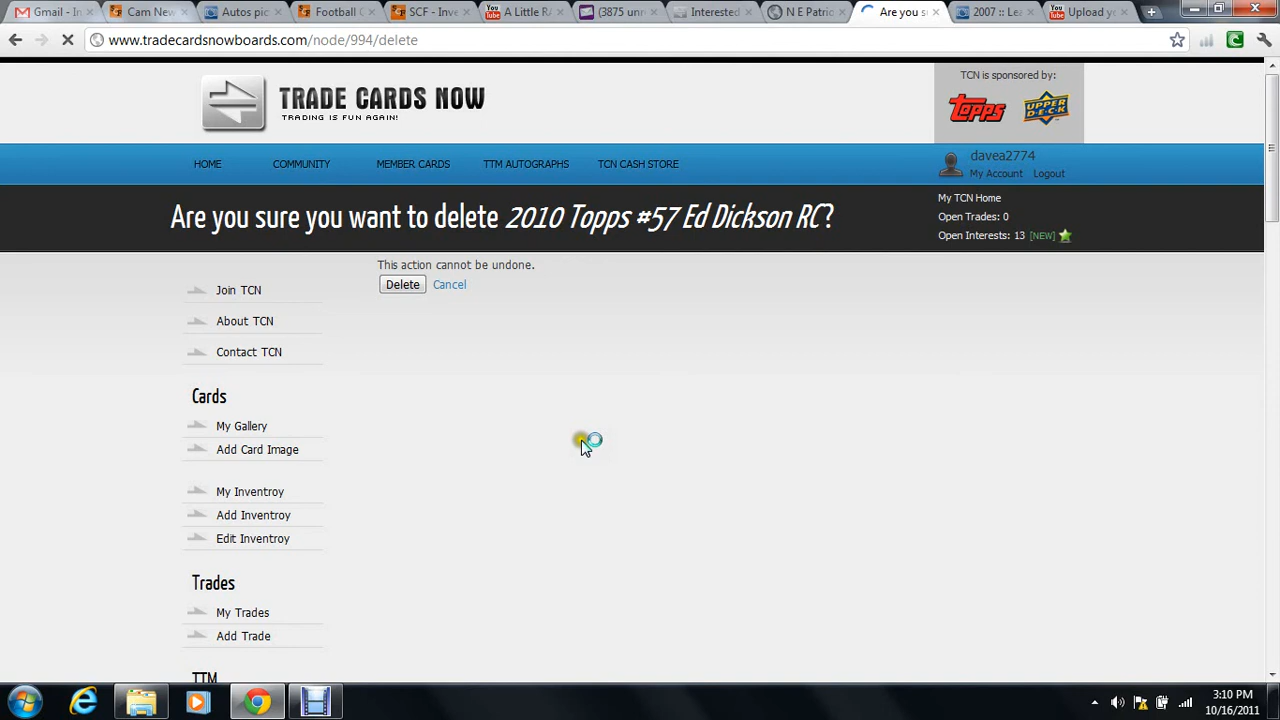 Gmail - In
Cam New
Autos pic
Football C
SCF - Inve
A Little Ra
(3875 unr
Interested
N E Patric
Are you s
2007 :: Lea
Upload yo
www.tradecardsnowboards.com/node/994/delete
TRADE CARDS NOW
TRADING IS FUN AGAIN!
TCN is sponsored by:
Topps
UPPER DECK
HOME
COMMUNITY
MEMBER CARDS
TTM AUTOGRAPHS
TCN CASH STORE
davea2774
My Account Logout
Are you sure you want to delete 2010 Topps #57 Ed Dickson RC?
My TCN Home
Open Trades: 0
Open Interests: 13 [NEW]
This action cannot be undone.
Delete Cancel
Join TCN
About TCN
Contact TCN
Cards
My Gallery
Add Card Image
My Inventroy
Add Inventroy
Edit Inventroy
Trades
My Trades
Add Trade
TTM
3:10 PM
10/16/2011